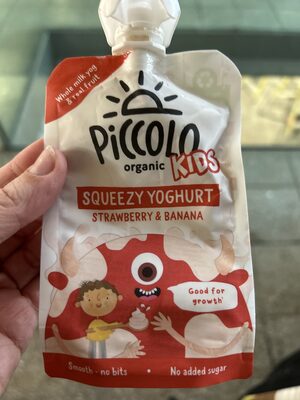 Whole milk yog
& real fruit
PiCCOLO
organic
KIDS
SQUEEZY YOGHURT
STRAWBERRY & BANANA
Good for
growth
Smooth - no bits • No added sugar